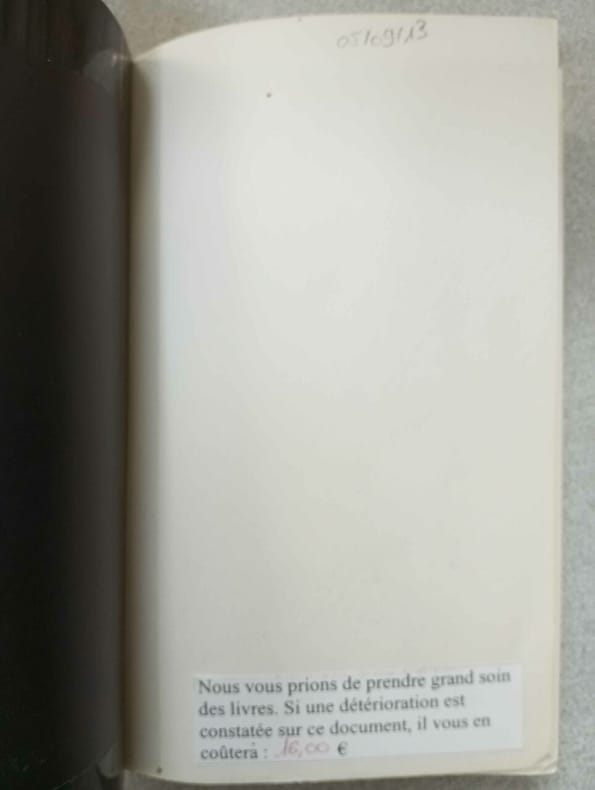 05/09/13
Nous vous prions de prendre grand soin
des livres. Si une détérioration est
constatée sur ce document, il vous en
coûtera : 16,00 €